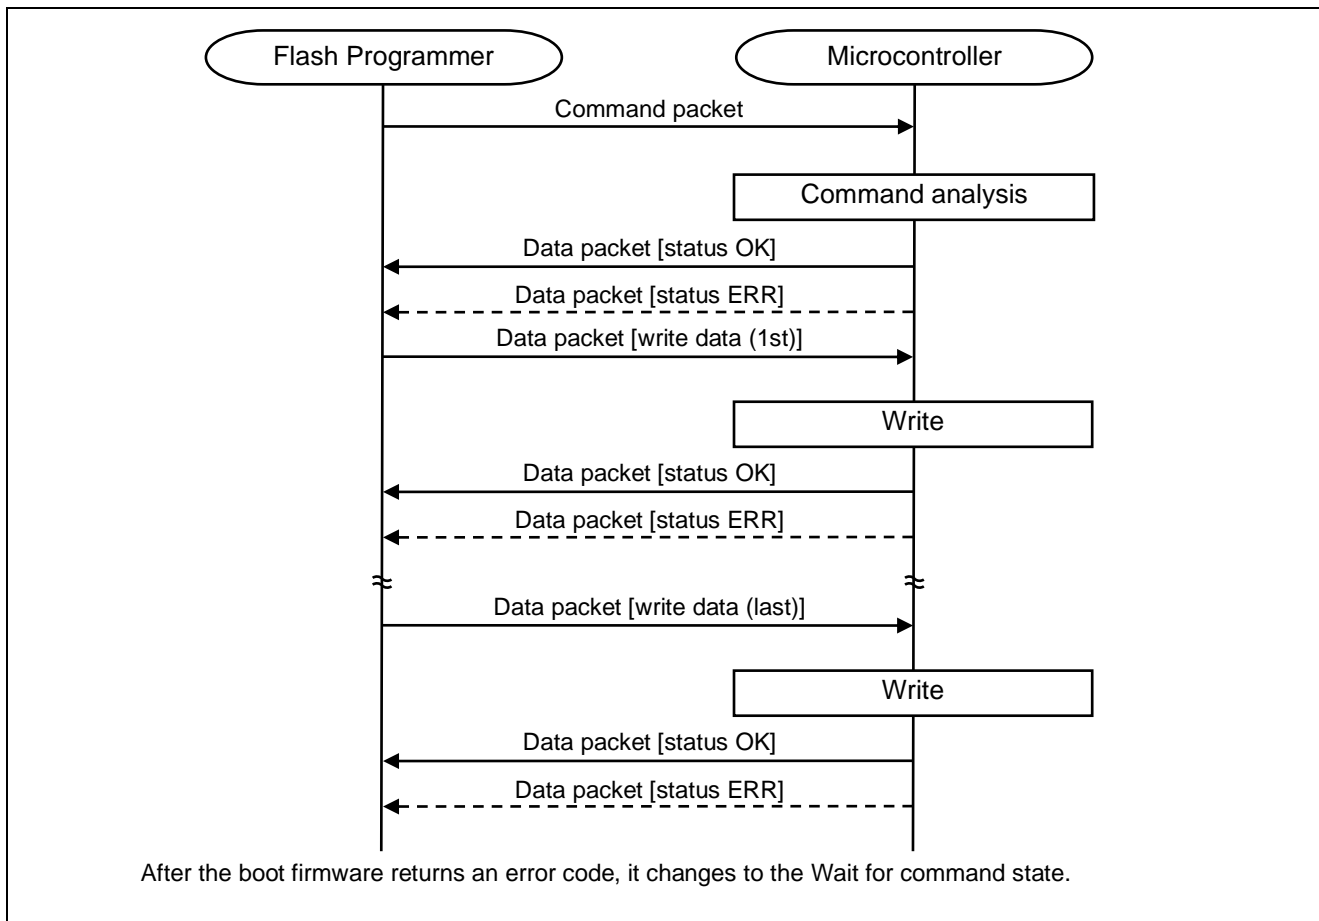 Flash Programmer
Microcontroller
Command packet
Command analysis
Data packet [status OK]
Data packet [status ERR]
Data packet [write data (1st)]
Write
Data packet [status OK]
Data packet [status ERR]
Data packet [write data (last)]
Write
Data packet [status OK]
Data packet [status ERR]
After the boot firmware returns an error code, it changes to the Wait for command state.